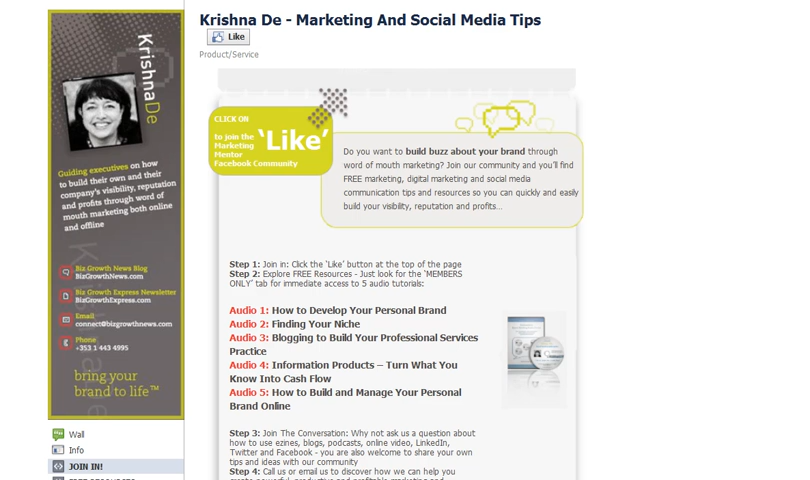 Krishna De - Marketing And Social Media Tips
Like
Product/Service
KrishnaDe
Guiding executives on how
to build their own and their
company's visibility, reputation
and profits through word of
mouth marketing both online
and offline
Biz Growth News Blog
BizGrowthNews.com
Biz Growth Express Newsletter
BizGrowthExpress.com
Email
connect@bizgrowthnews.com
Phone
+353 1 443 4995
bring your
brand to life™
Wall
Info
JOIN IN!
FREE RESOURCES
CLICK ON
to join the
Marketing
Mentor
Facebook Community
'Like'
Do you want to build buzz about your brand through
word of mouth marketing? Join our community and you'll find
FREE marketing, digital marketing and social media
communication tips and resources so you can quickly and easily
build your visibility, reputation and profits...
Step 1: Join in: Click the 'Like' button at the top of the page
Step 2: Explore FREE Resources - Just look for the 'MEMBERS
ONLY' tab for immediate access to 5 audio tutorials:
Audio 1: How to Develop Your Personal Brand
Audio 2: Finding Your Niche
Audio 3: Blogging to Build Your Professional Services
Practice
Audio 4: Information Products – Turn What You
Know Into Cash Flow
Audio 5: How to Build and Manage Your Personal
Brand Online
Step 3: Join The Conversation: Why not ask us a question about
how to use ezines, blogs, podcasts, online video, LinkedIn,
Twitter and Facebook - you are also welcome to share your own
tips and ideas with our community
Step 4: Call us or email us to discover how we can help you
create powerful, productive and profitable marketing and